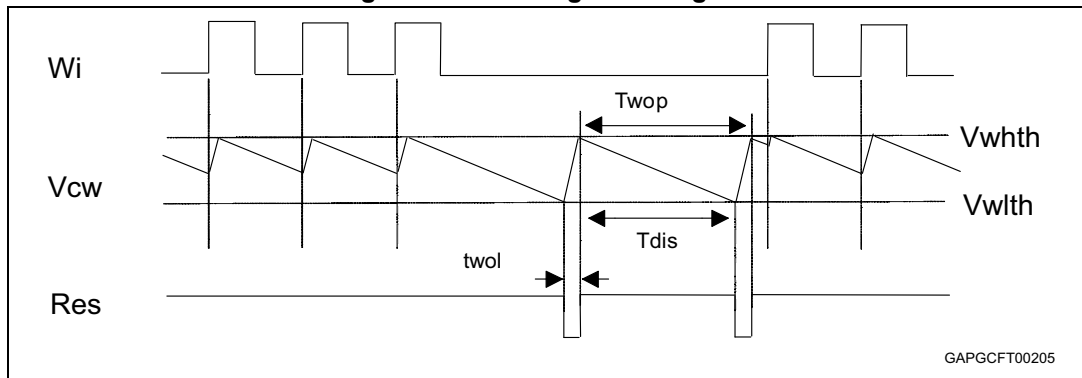 Wi
Twop
Vwhth
Vcw
Vwlth
Tdis
twol
Res
GAPGCFT00205